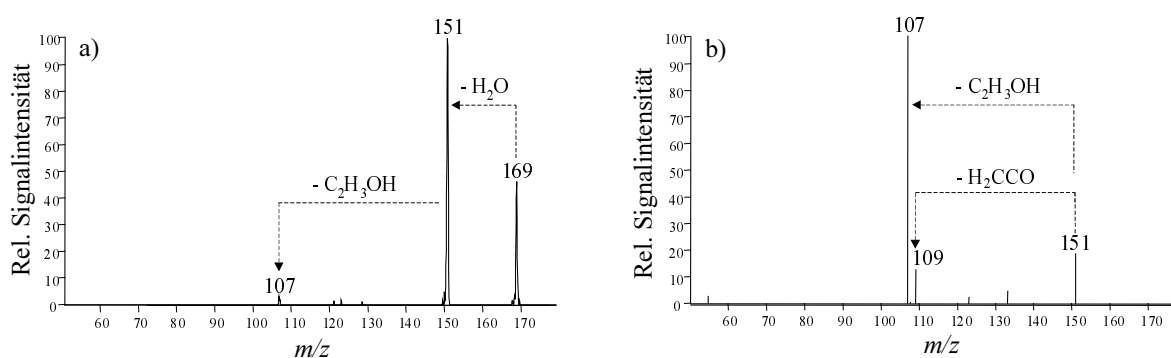 a)
Rel. Signalintensität
100
90
80
70
60
50
40
30
20
10
0
151
- H₂O
169
- C₂H₃OH
107
60 70 80 90 100 110 120 130 140 150 160 170
m/z
b)
Rel. Signalintensität
100
90
80
70
60
50
40
30
20
10
0
107
- C₂H₃OH
- H₂CCO
151
109
60 70 80 100 110 120 130 140 150 160 170
m/z